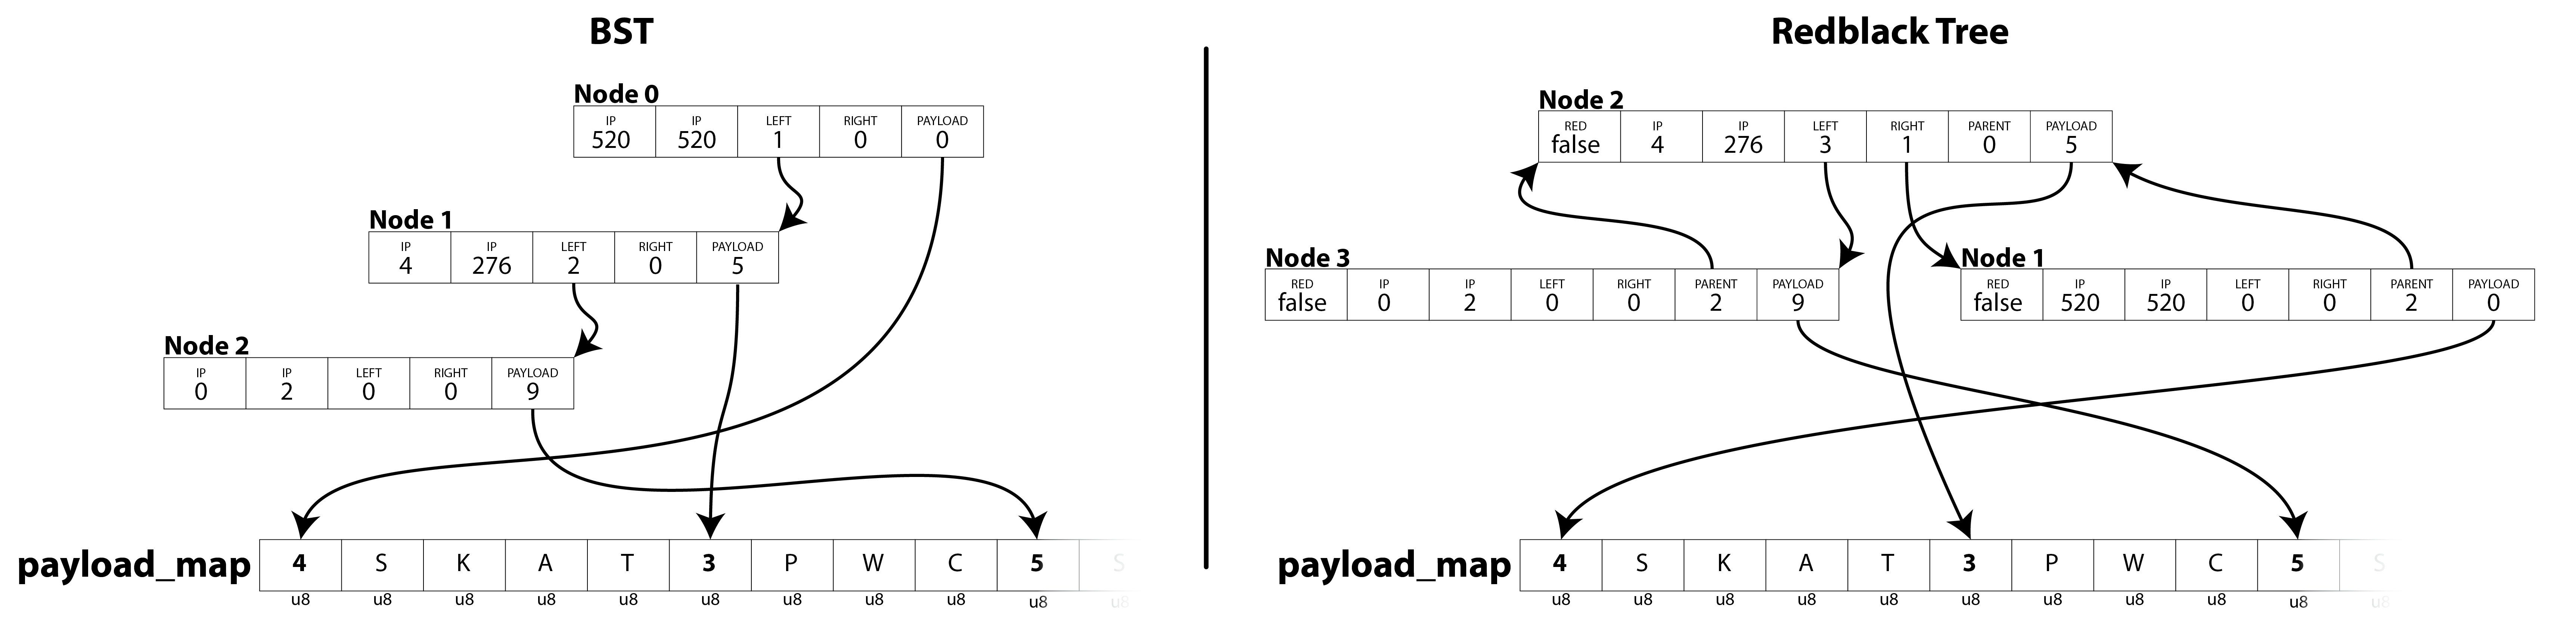 BST
Node 0
IP IP LEFT RIGHT PAYLOAD
520 520 1 0 0
Node 1
IP IP LEFT RIGHT PAYLOAD
4 276 2 0 5
Node 2
IP IP LEFT RIGHT PAYLOAD
0 2 0 0 9
payload_map 4 S K A T 3 P W C 5 S
u8 u8 u8 u8 u8 u8 u8 u8 u8 u8 u8
Redblack Tree
Node 2
RED IP IP LEFT RIGHT PARENT PAYLOAD
false 4 276 3 1 0 5
Node 3
RED IP IP LEFT RIGHT PARENT PAYLOAD
false 0 2 0 0 2 9
Node 1
RED IP IP LEFT RIGHT PARENT PAYLOAD
false 520 520 0 0 2 0
payload_map 4 S K A T 3 P W C 5 S
u8 u8 u8 u8 u8 u8 u8 u8 u8 u8 u8